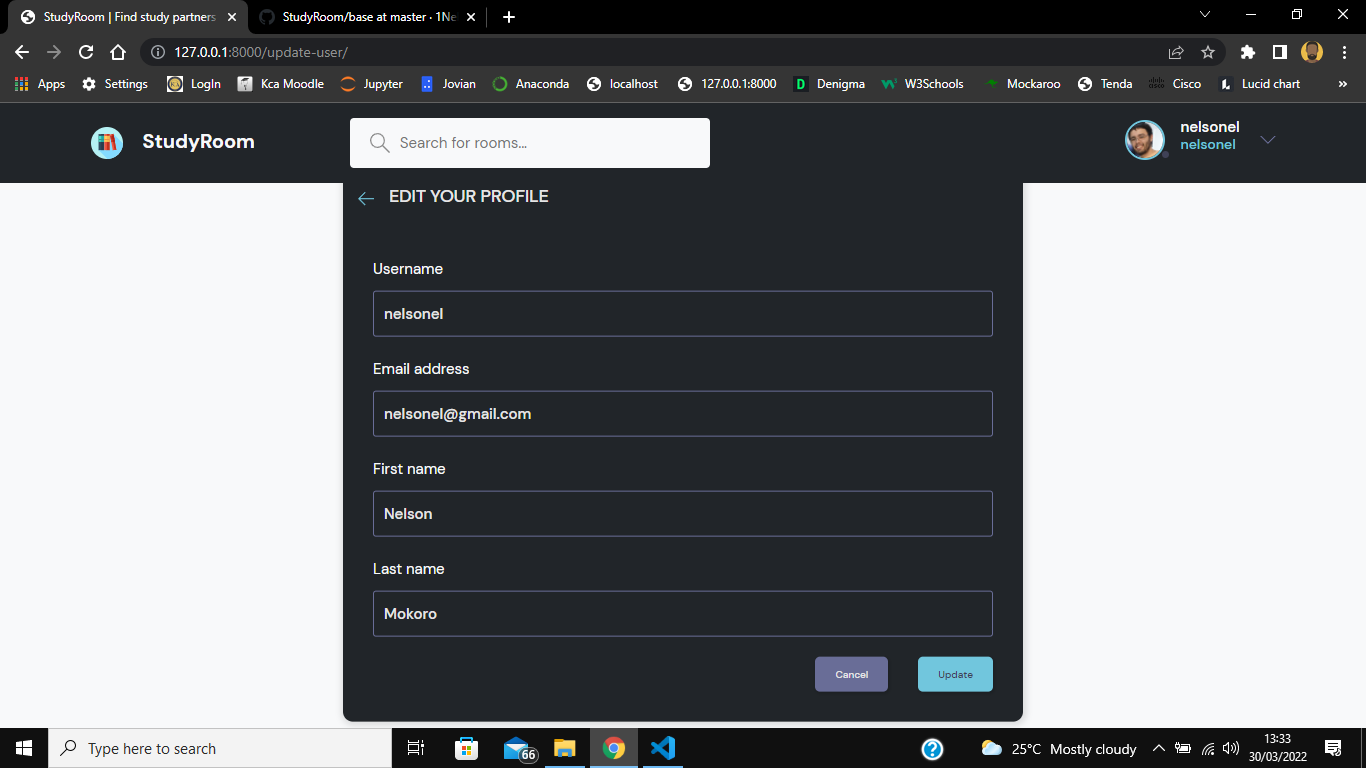 StudyRoom | Find study partners
StudyRoom/base at master · 1Ne
127.0.0.1:8000/update-user/
Apps Settings LogIn Kca Moodle Jupyter Jovian Anaconda localhost 127.0.0.1:8000 Denigma W3Schools Mockaroo Tenda Cisco Lucid chart »
StudyRoom
Search for rooms...
nelsonel
nelsonel
EDIT YOUR PROFILE
Username
nelsonel
Email address
nelsonel@gmail.com
First name
Nelson
Last name
Mokoro
Cancel Update
Type here to search
66
25°C Mostly cloudy
13:33
30/03/2022